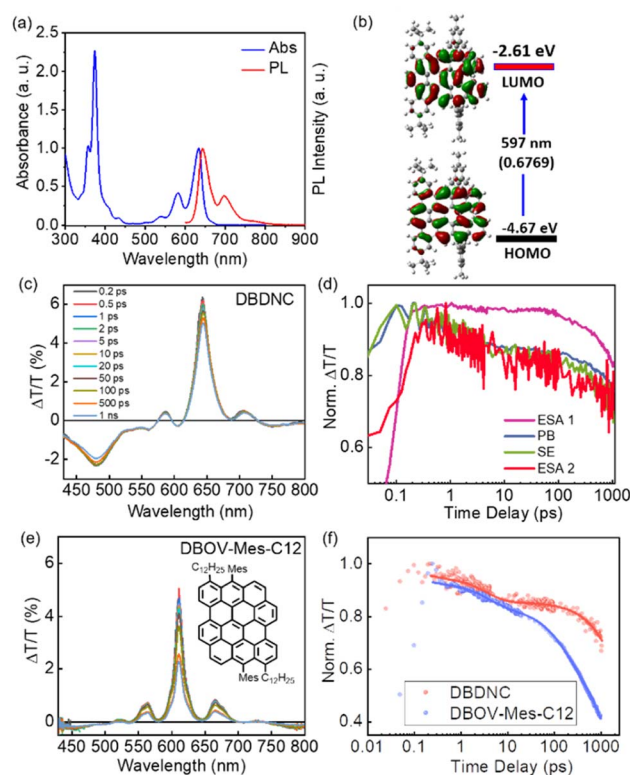 (a)
Abs
PL
Absorbance (a. u.)
2.5
2.0
1.5
1.0
0.5
0.0
300 400 500 600 700 800 900
Wavelength (nm)
PL Intensity (a. u.)
(b)
-2.61 eV
LUMO
597 nm
(0.6769)
-4.67 eV
HOMO
(c)
DBDNC
0.2 ps
0.5 ps
1 ps
2 ps
5 ps
10 ps
20 ps
50 ps
100 ps
500 ps
1 ns
ΔT/T (%)
6
4
2
0
-2
450 500 550 600 650 700 750 800
Wavelength (nm)
(d)
Norm. ΔT/T
1.0
0.8
0.6
ESA 1
PB
SE
ESA 2
0.1 1 10 100 1000
Time Delay (ps)
(e)
DBOV-Mes-C12
C12H25 Mes
Mes C12H25
ΔT/T (%)
6
4
2
0
450 500 550 600 650 700 750 800
Wavelength (nm)
(f)
Norm. ΔT/T
1.0
0.8
0.6
0.4
DBDNC
DBOV-Mes-C12
0.01 0.1 1 10 100 1000
Time Delay (ps)